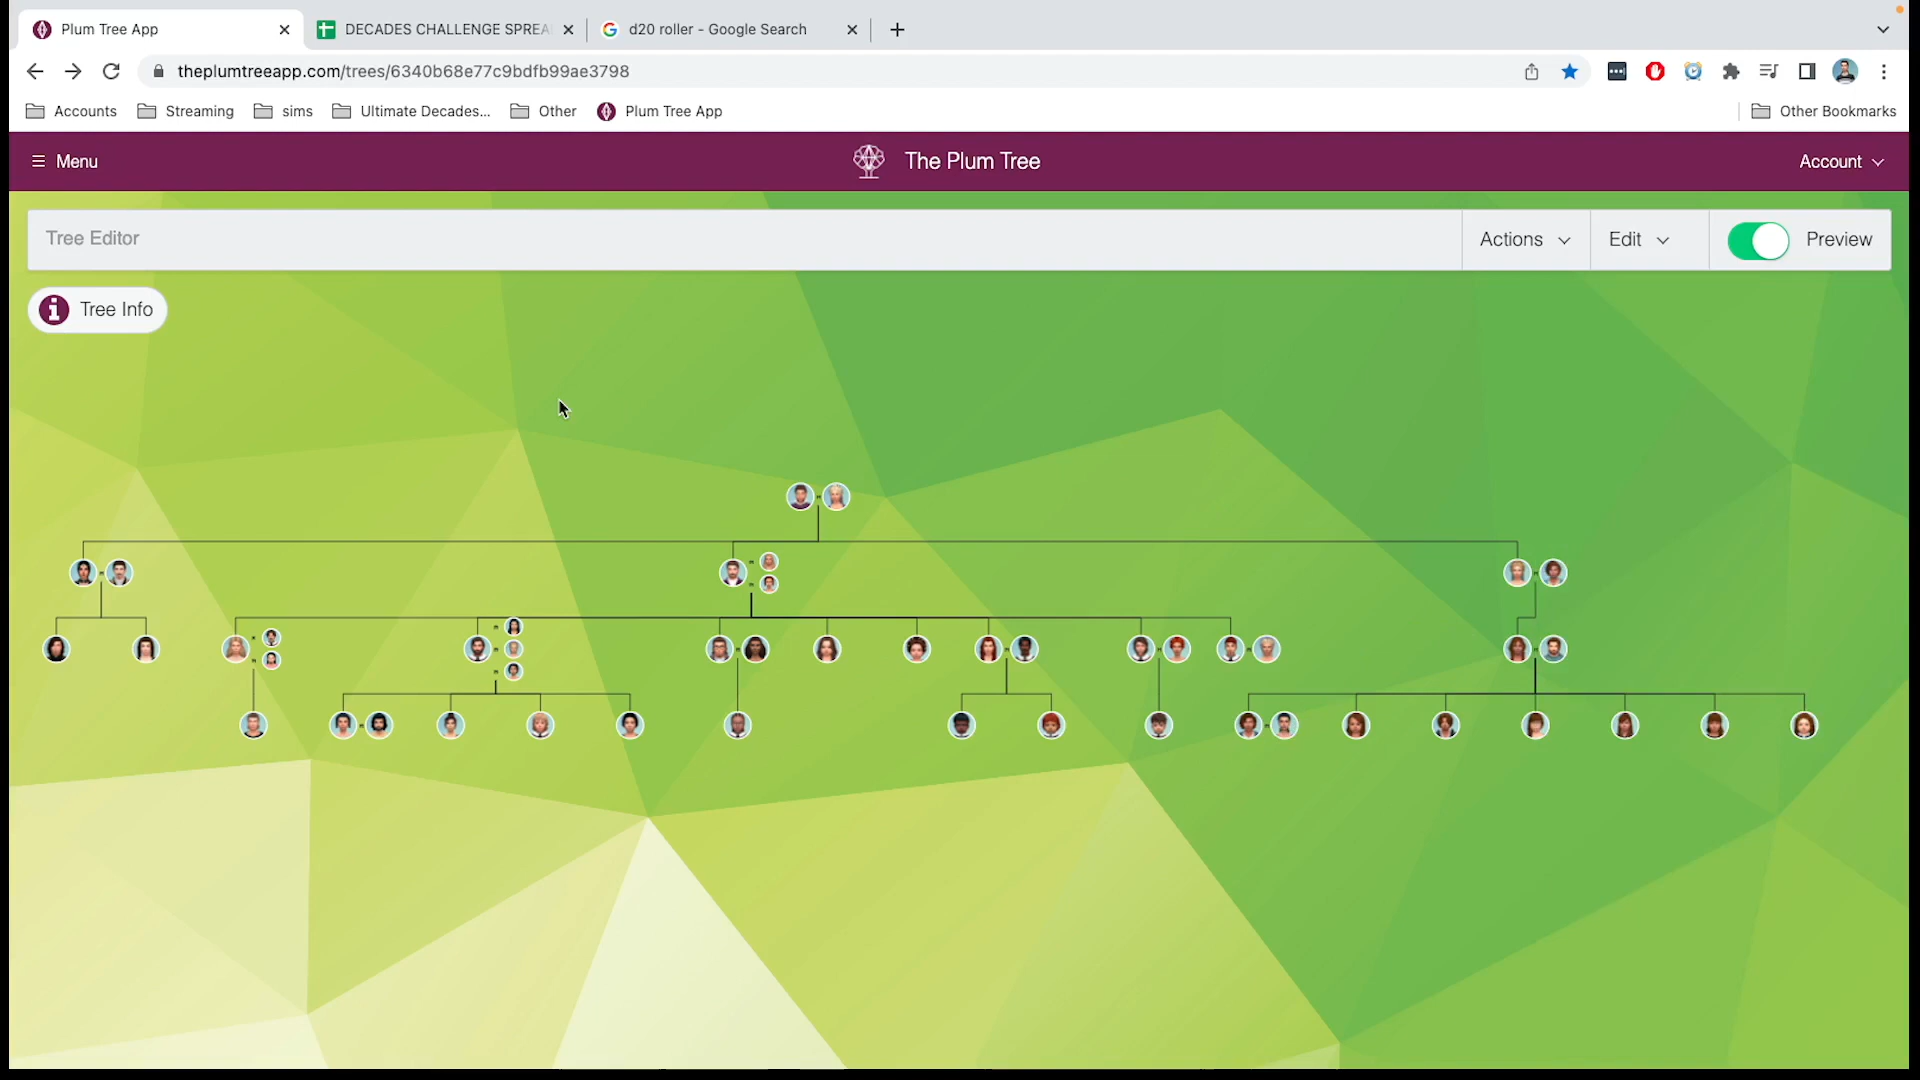 Plum Tree App
DECADES CHALLENGE SPREA
d20 roller - Google Search
theplumtreeapp.com/trees/6340b68e77c9bdfb99ae3798
Accounts
Streaming
sims
Ultimate Decades...
Other
Plum Tree App
Other Bookmarks
Menu
The Plum Tree
Account
Tree Editor
Actions
Edit
Preview
Tree Info